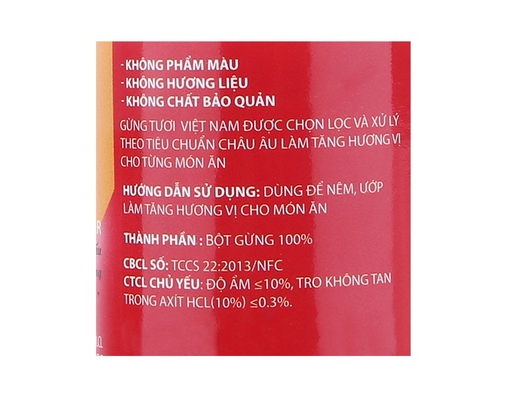 -KHÔNG PHẨM MÀU
-KHÔNG HƯƠNG LIỆU
-KHÔNG CHẤT BẢO QUẢN
GỪNG TƯƠI VIỆT NAM ĐƯỢC CHỌN LỌC VÀ XỬ LÝ
THEO TIÊU CHUẨN CHÂU ÂU LÀM TĂNG HƯƠNG VỊ
CHO TỪNG MÓN ĂN
HƯỚNG DẪN SỬ DỤNG: DÙNG ĐỂ NÊM, ƯỚP
LÀM TĂNG HƯƠNG VỊ CHO MÓN ĂN
THÀNH PHẦN : BỘT GỪNG 100%
CBCL SỐ: TCCS 22:2013/NFC
CTCL CHỦ YẾU: ĐỘ ẨM ≤10%, TRO KHÔNG TAN
TRONG AXÍT HCL(10%) ≤0.3%.